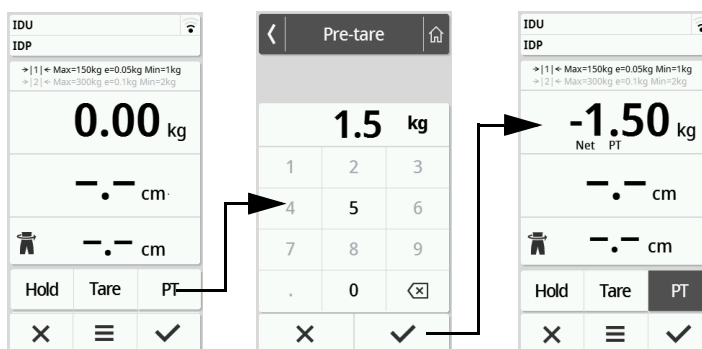 IDU
IDP
→|1|← Max=150kg e=0.05kg Min=1kg
→|2|← Max=300kg e=0.1kg Min=2kg
0.00 kg
–.– cm
–.– cm
Hold Tare PT
Pre-tare
1.5 kg
1 2 3
4 5 6
7 8 9
. 0
IDU
IDP
→|1|← Max=150kg e=0.05kg Min=1kg
→|2|← Max=300kg e=0.1kg Min=2kg
-1.50 kg
Net PT
–.– cm
–.– cm
Hold Tare PT